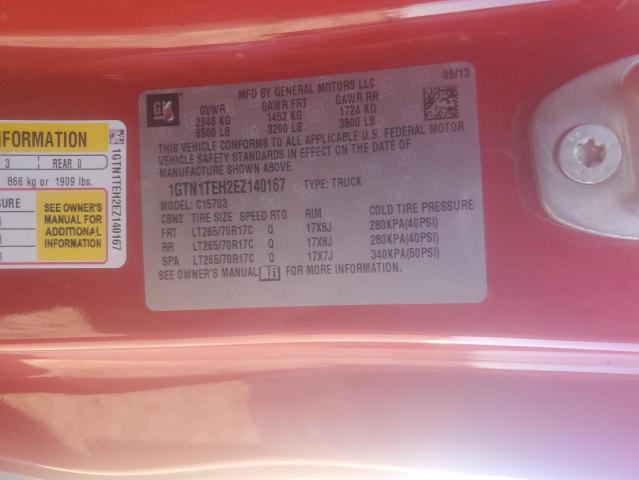 GM
MFD BY GENERAL MOTORS LLC
09/13
GVWR GAWR FRT GAWR RR
2948 KG 1452 KG 1724 KG
6500 LB 3200 LB 3800 LB
THIS VEHICLE CONFORMS TO ALL APPLICABLE U.S. FEDERAL MOTOR
VEHICLE SAFETY STANDARDS IN EFFECT ON THE DATE OF
MANUFACTURE SHOWN ABOVE.
1GTN1TEH2EZ140167 TYPE: TRUCK
MODEL: C15703
CBN2 TIRE SIZE SPEED RTG RIM COLD TIRE PRESSURE
FRT LT265/70R17C Q 17X8J 280KPA(40PSI)
RR LT265/70R17C Q 17X8J 280KPA(40PSI)
SPA LT265/70R17C Q 17X7J 340KPA(50PSI)
SEE OWNER'S MANUAL FOR MORE INFORMATION.
INFORMATION
3 REAR 0
866 kg or 1909 lbs.
SURE
SEE OWNER'S
MANUAL FOR
ADDITIONAL
INFORMATION
1GTN1TEH2EZ140167